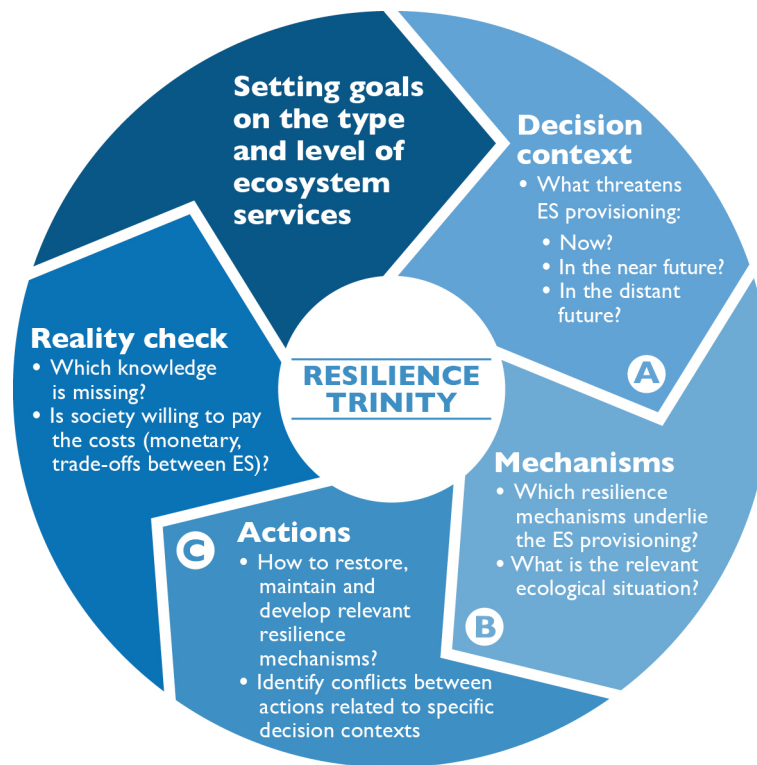 Setting goals
on the type
and level of
ecosystem
services
Decision
context
• What threatens
ES provisioning:
• Now?
• In the near future?
• In the distant
future?
A
Mechanisms
• Which resilience
mechanisms underlie
the ES provisioning?
• What is the relevant
ecological situation?
B
Actions
• How to restore,
maintain and
develop relevant
resilience
mechanisms?
• Identify conflicts between
actions related to specific
decision contexts
C
Reality check
• Which knowledge
is missing?
• Is society willing to pay
the costs (monetary,
trade-offs between ES)?
RESILIENCE
TRINITY